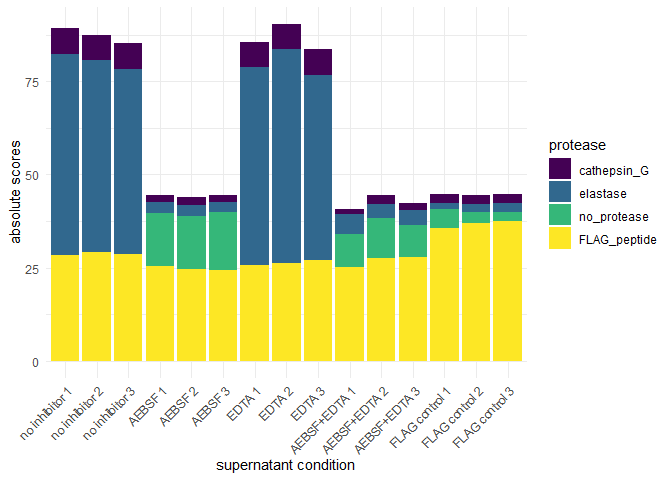 absolute scores
75
50
25
0
no inhibitor 1
no inhibitor 2
no inhibitor 3
AEBSF 1
AEBSF 2
AEBSF 3
EDTA 1
EDTA 2
EDTA 3
AEBSF+EDTA 1
AEBSF+EDTA 2
AEBSF+EDTA 3
FLAG control 1
FLAG control 2
FLAG control 3
supernatant condition
protease
cathepsin_G
elastase
no_protease
FLAG_peptide